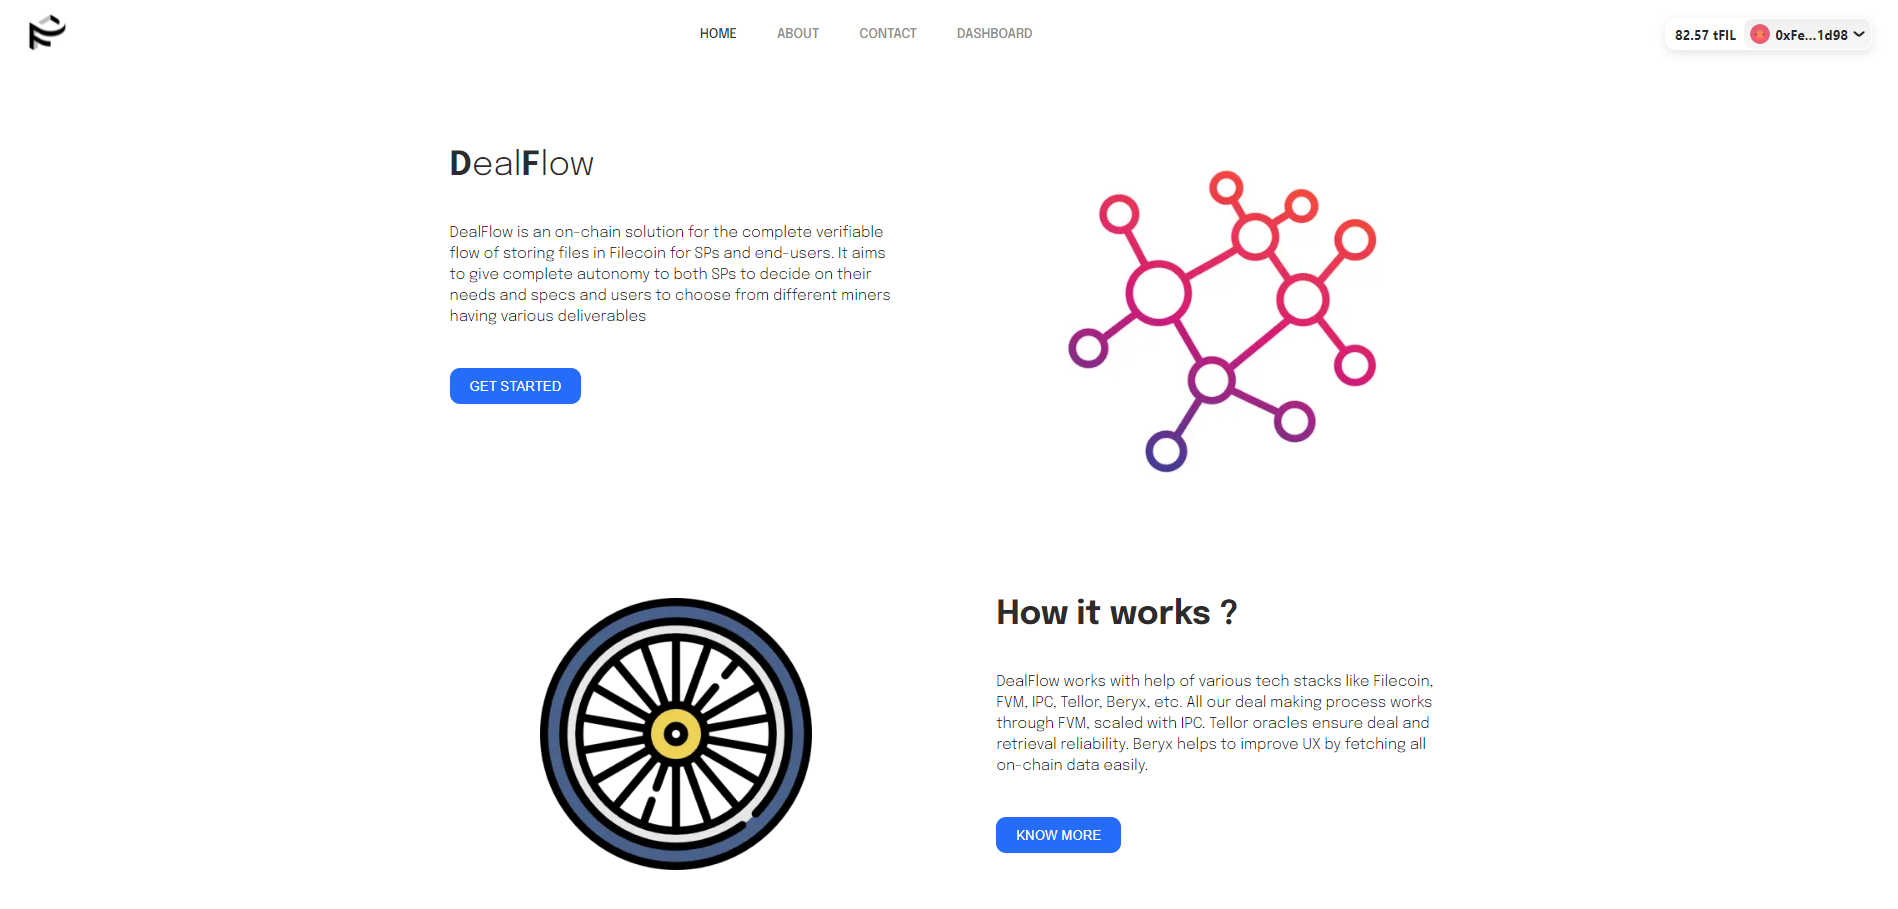 HOME ABOUT CONTACT DASHBOARD
82.57 tFIL 0xFe...1d98
DealFlow
DealFlow is an on-chain solution for the complete verifiable
flow of storing files in Filecoin for SPs and end-users. It aims
to give complete autonomy to both SPs to decide on their
needs and specs and users to choose from different miners
having various deliverables
GET STARTED
How it works ?
DealFlow works with help of various tech stacks like Filecoin,
FVM, IPC, Tellor, Beryx, etc. All our deal making process works
through FVM, scaled with IPC. Tellor oracles ensure deal and
retrieval reliability. Beryx helps to improve UX by fetching all
on-chain data easily.
KNOW MORE